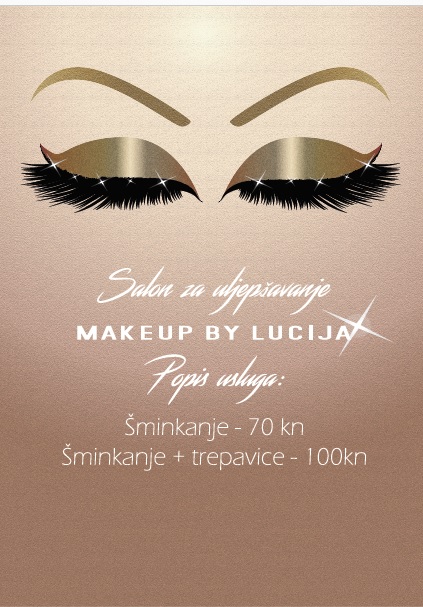 Salon za uljepšavanje
MAKEUP BY LUCIJA
Popis usluga:
Šminkanje - 70 kn
Šminkanje + trepavice - 100kn